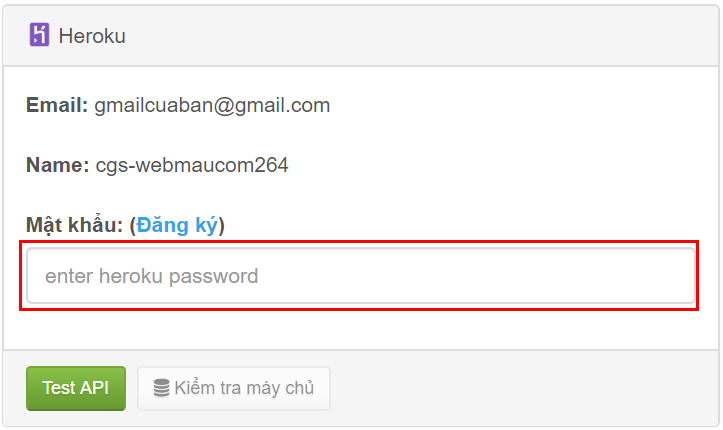 Heroku
Email: gmailcuaban@gmail.com
Name: cgs-webmaucom264
Mật khẩu: (Đăng ký)
enter heroku password
Test API
Kiểm tra máy chủ